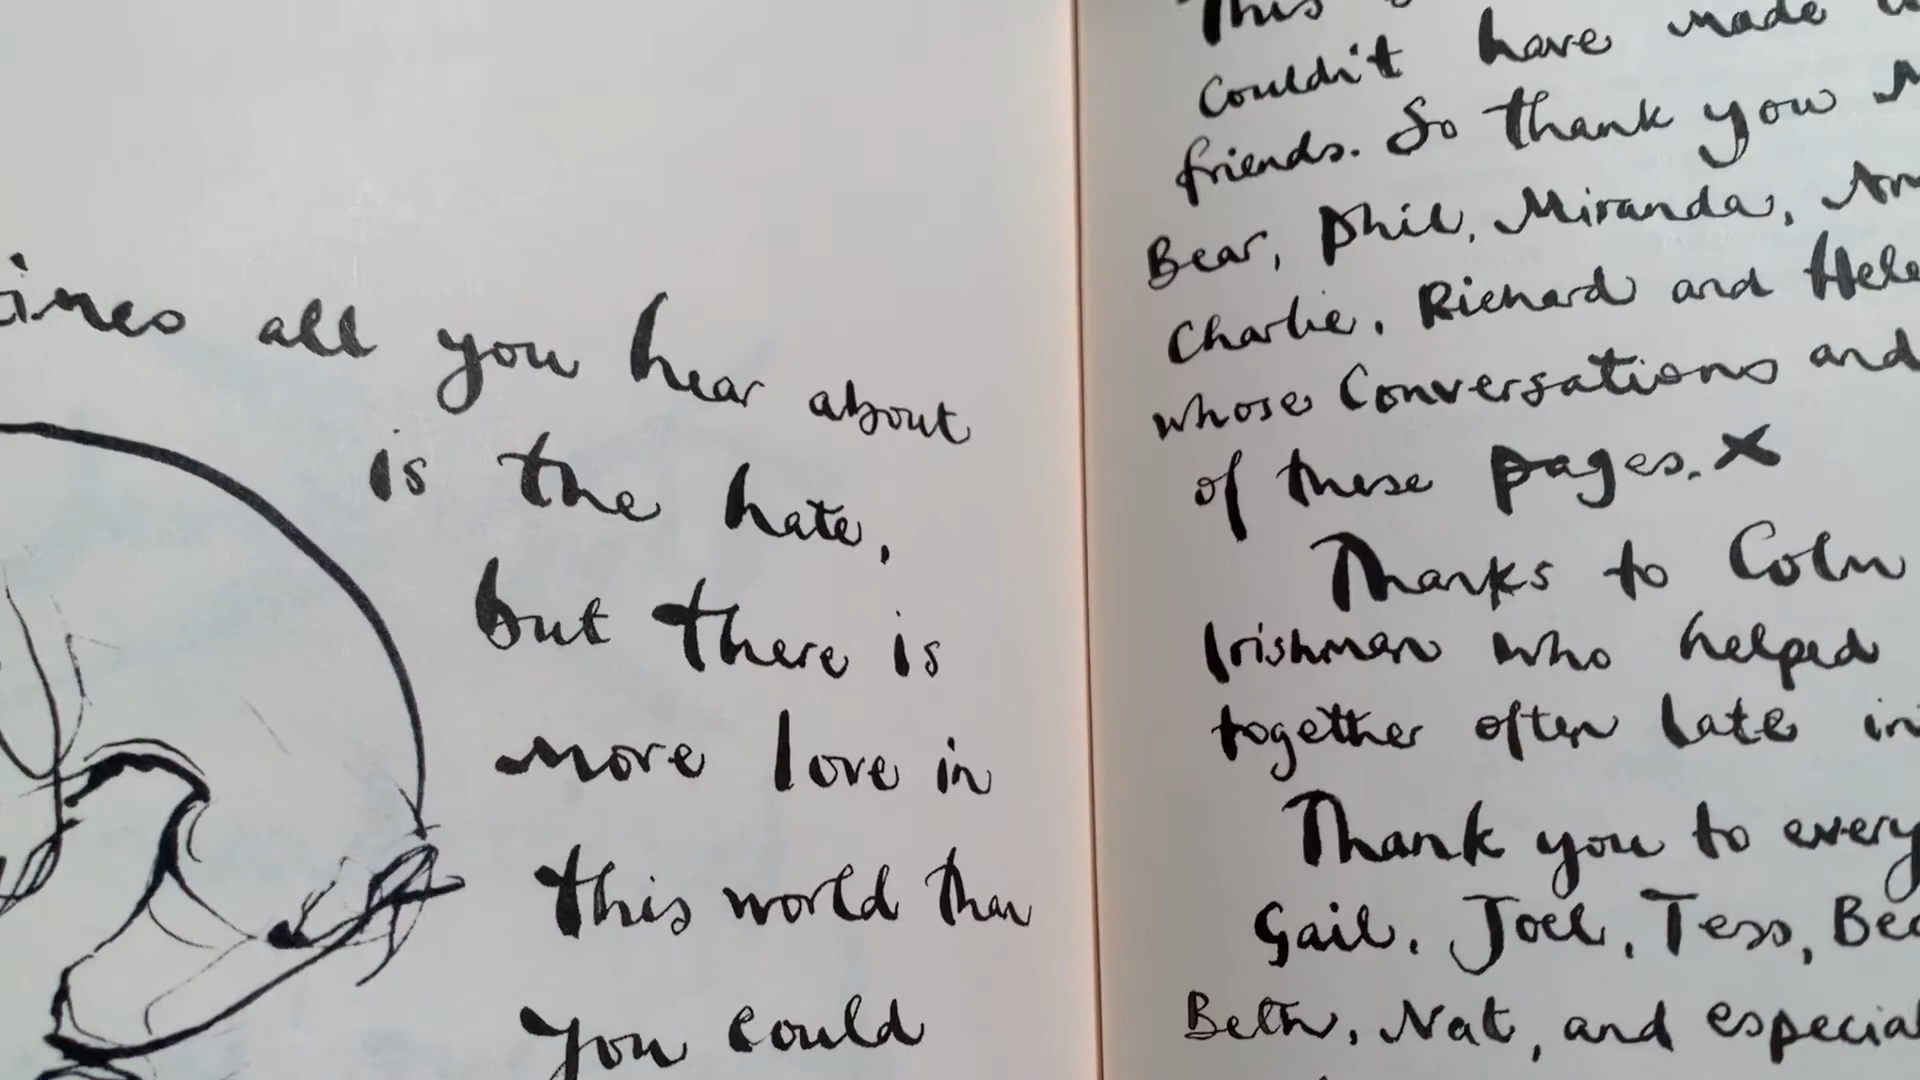 all you hear about
is the hate,
but there is
more love in
this world than
you could
This
Couldn't have made
friends. So thank you
Bear, Phil, Miranda,
Charlie, Richard and
whose Conversations and
of these pages. X
Thanks to Colm
Irishman who helped
together often late
Thank you to
Gail, Joel, Tess,
Beth, Nat, and